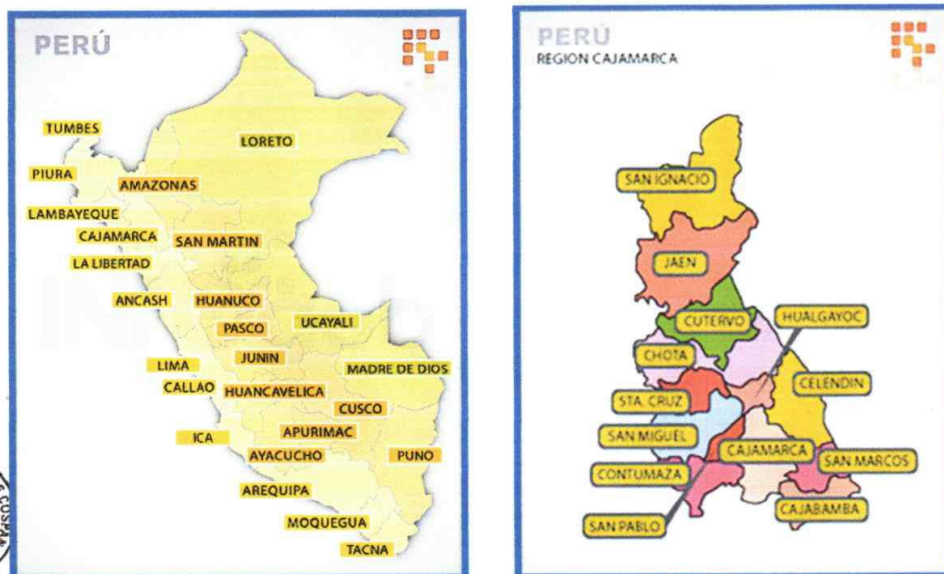 PERÚ
TUMBES
LORETO
PIURA
AMAZONAS
LAMBAYEQUE
CAJAMARCA
SAN MARTIN
LA LIBERTAD
ANCASH
HUANUCO
UCAYALI
PASCO
JUNIN
LIMA
MADRE DE DIOS
CALLAO
HUANCAVELICA
CUSCO
ICA
APURIMAC
AYACUCHO
PUNO
AREQUIPA
MOQUEGUA
TACNA
PERÚ
REGION CAJAMARCA
SAN IGNACIO
JAEN
CUTERVO
HUALGAYOC
CHOTA
CELENDIN
STA. CRUZ
SAN MIGUEL
CAJAMARCA
SAN MARCOS
CONTUMAZA
CAJABAMBA
SAN PABLO